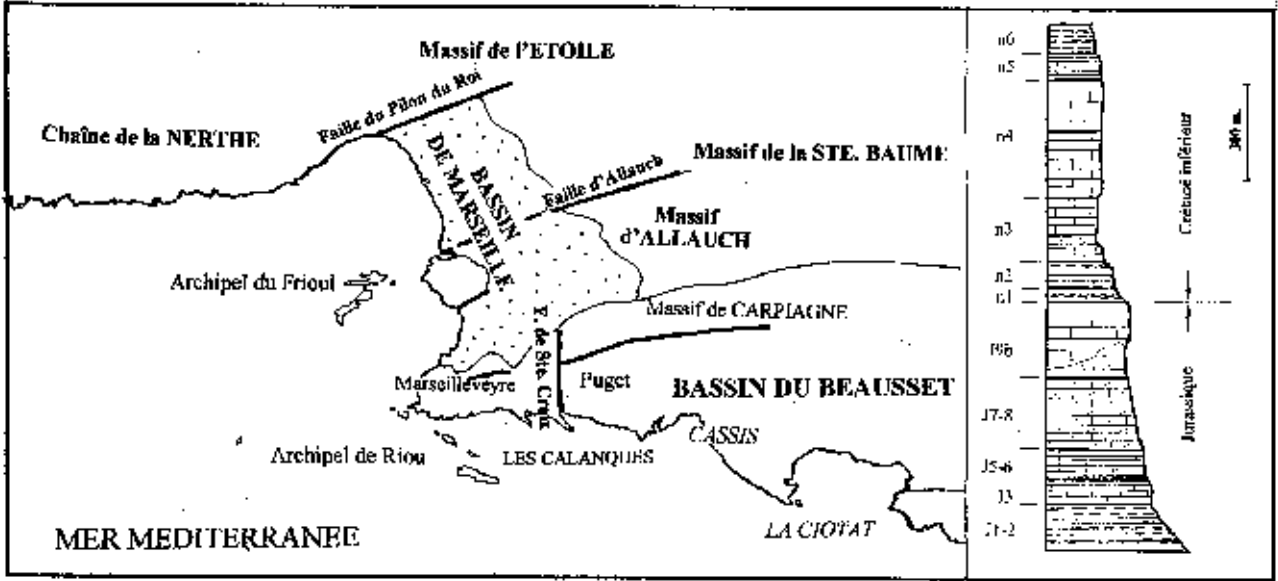 Massif de l'ETOILE
Faille du Pilon du Roi
Chaîne de la NERTHE
BASSIN
DE MARSEILLE
Massif de la STE. BAUME
Faille d'Allauch
Massif
d'ALLAUCH
Archipel du Frioul
Massif de CARPIAGNE
F. de Ste. Croix
Marseilleveyre
Puget
BASSIN DU BEAUSSET
CASSIS
Archipel de Riou
LES CALANQUES
LA CIOTAT
MER MEDITERRANEE
n6
n5
n4
n3
n2
n1
J9b
J7-8
J5-6
J3
J1-2
Crétacé inférieur
Jurassique
100 m.